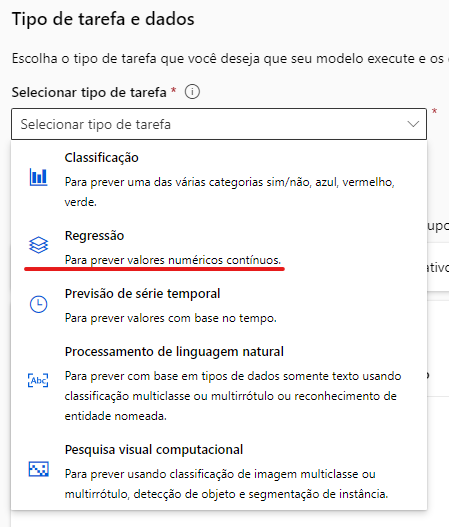 Tipo de tarefa e dados
Escolha o tipo de tarefa que você deseja que seu modelo execute e os
Selecionar tipo de tarefa *
Selecionar tipo de tarefa
*
Classificação
Para prever uma das várias categorias sim/não, azul, vermelho,
verde.
Regressão
Para prever valores numéricos contínuos.
Previsão de série temporal
Para prever valores com base no tempo.
Processamento de linguagem natural
Abc
Para prever com base em tipos de dados somente texto usando
classificação multiclasse ou multirrótulo ou reconhecimento de
entidade nomeada.
Pesquisa visual computacional
Para prever usando classificação de imagem multiclasse ou
multirrótulo, detecção de objeto e segmentação de instância.